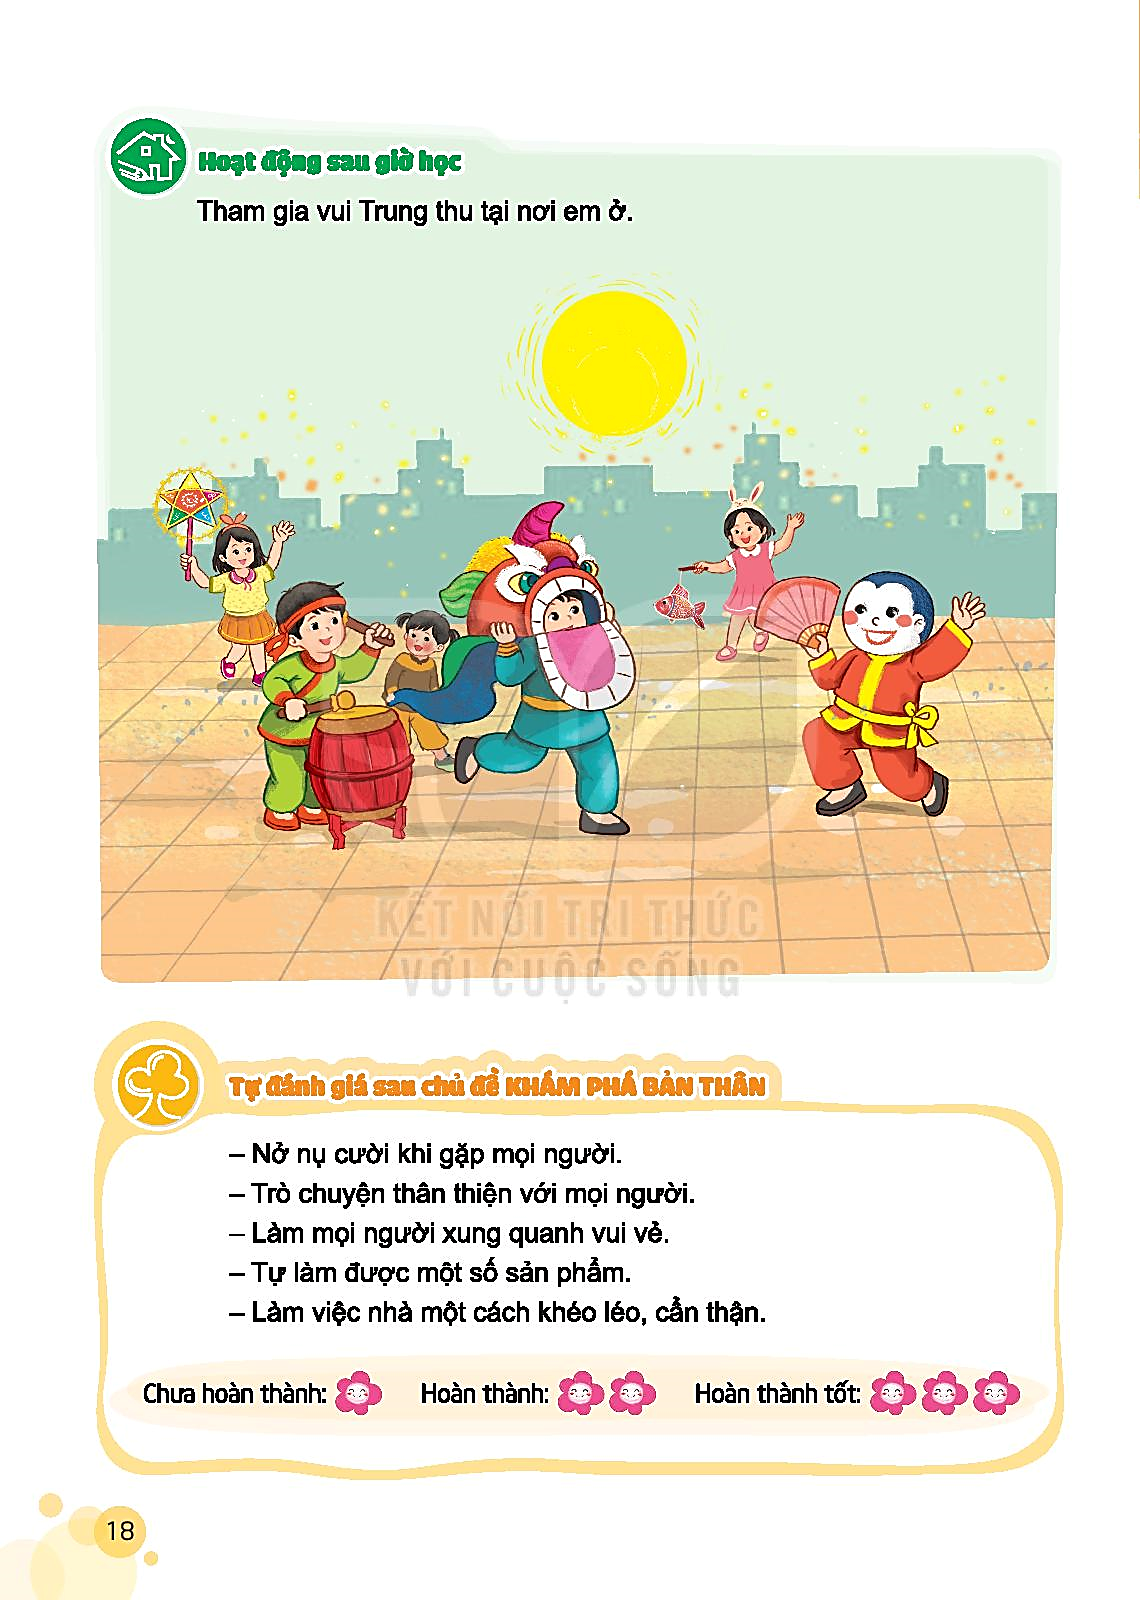 Hoạt động sau giờ học
Tham gia vui Trung thu tại nơi em ở.
KẾT NỐI TRI THỨC
VỚI CUỘC SỐNG
Tự đánh giá sau chủ đề KHÁM PHÁ BẢN THÂN
– Nở nụ cười khi gặp mọi người.
– Trò chuyện thân thiện với mọi người.
– Làm mọi người xung quanh vui vẻ.
– Tự làm được một số sản phẩm.
– Làm việc nhà một cách khéo léo, cẩn thận.
Chưa hoàn thành: Hoàn thành: Hoàn thành tốt:
18